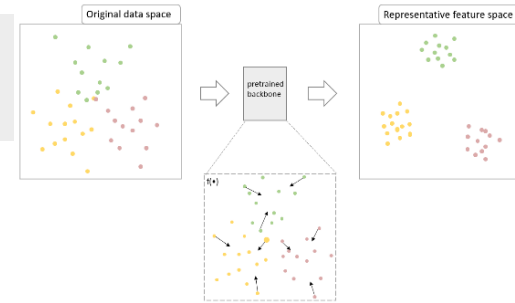 Original data space
Representative feature space
pretrained
backbone
f(•)